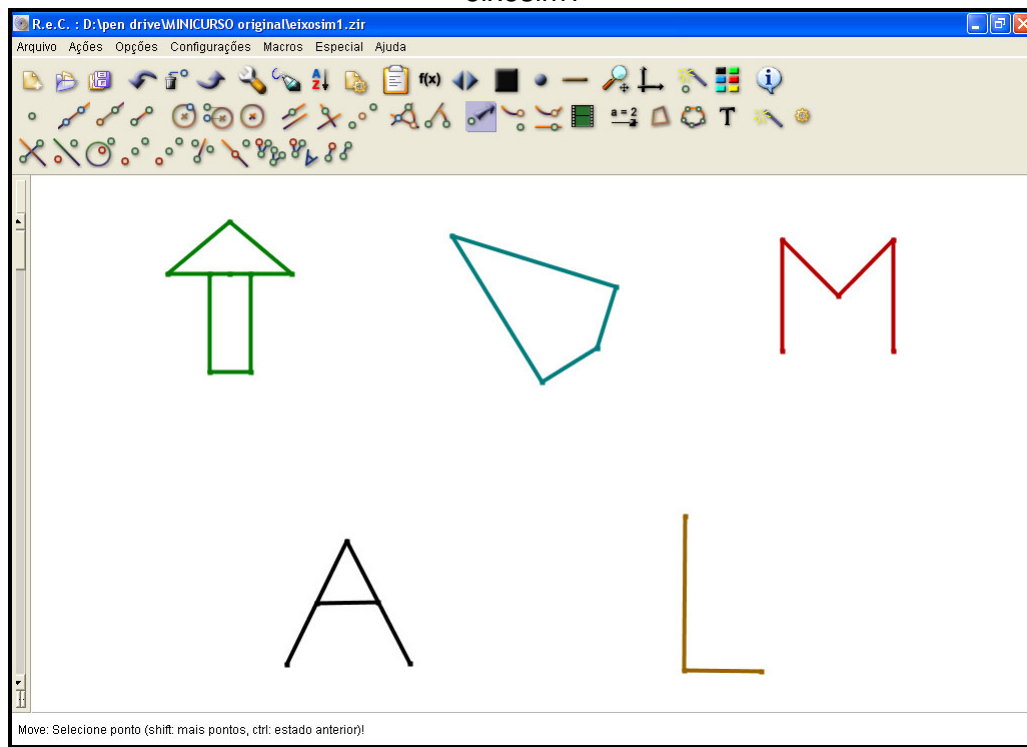 R.e.C. : D:\pen drive\MINICURSO original\eixosim1.zir
Arquivo Ações Opções Configurações Macros Especial Ajuda
f(x)
a = 2
T
M
A
L
Move: Selecione ponto (shift: mais pontos, ctrl: estado anterior)!